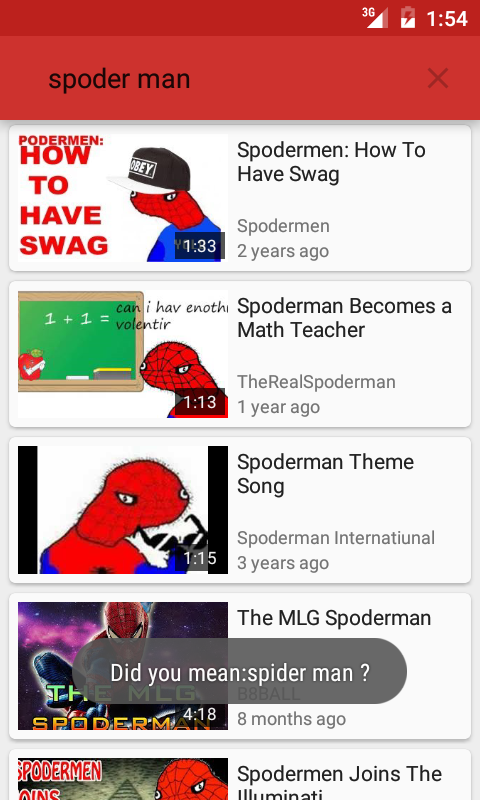 3G
1:54
spoder man
PODERMEN:
HOW
TO
HAVE
SWAG
OBEY
1:33
Spodermen: How To
Have Swag
Spodermen
2 years ago
1 + 1 =
can i hav enothr
volentir
1:13
Spoderman Becomes a
Math Teacher
TheRealSpoderman
1 year ago
1:15
Spoderman Theme
Song
Spoderman Internatiunal
3 years ago
THE MLG
SPODERMAN
4:18
The MLG Spoderman
B8BALL
8 months ago
Did you mean:spider man ?
SPODERMEN
JOINS
Spodermen Joins The
Illuminati